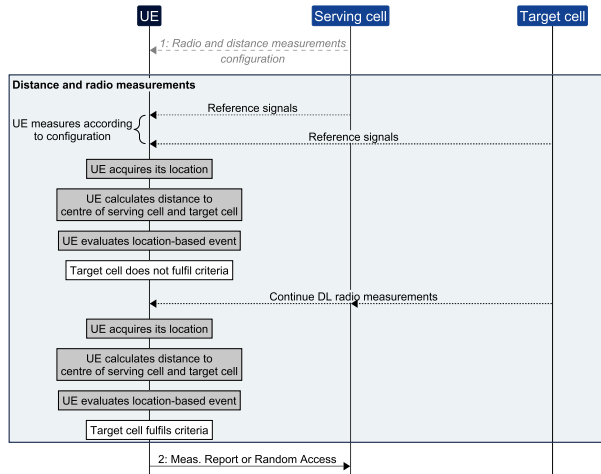 UE
Serving cell
Target cell
1: Radio and distance measurements
configuration
Distance and radio measurements
Reference signals
UE measures according
to configuration
Reference signals
UE acquires its location
UE calculates distance to
centre of serving cell and target cell
UE evaluates location-based event
Target cell does not fulfil criteria
Continue DL radio measurements
UE acquires its location
UE calculates distance to
centre of serving cell and target cell
UE evaluates location-based event
Target cell fulfils criteria
2: Meas. Report or Random Access